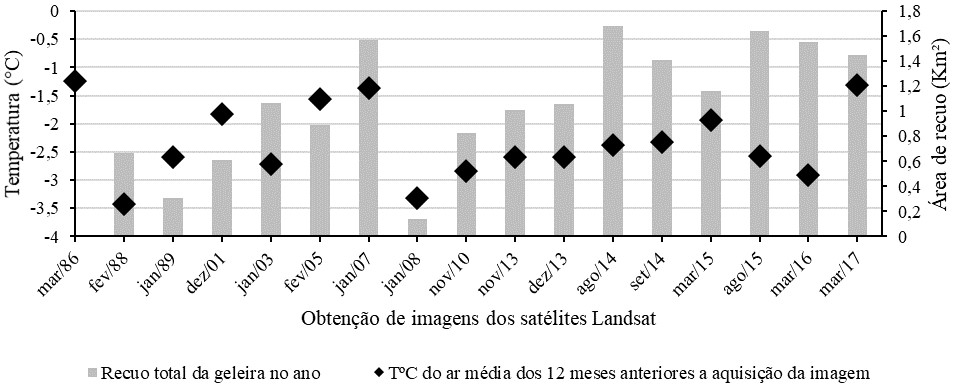 Temperatura (°C)
0
-0,5
-1
-1,5
-2
-2,5
-3
-3,5
-4
1,8
1,6
1,4
1,2
1
0,8
0,6
0,4
0,2
0
Área de recuo (Km²)
mar/86
fev/88
jan/89
dez/01
jan/03
fev/05
jan/07
jan/08
nov/10
nov/13
dez/13
ago/14
set/14
mar/15
ago/15
mar/16
mar/17
Obtenção de imagens dos satélites Landsat
Recuo total da geleira no ano
TºC do ar média dos 12 meses anteriores a aquisição da imagem